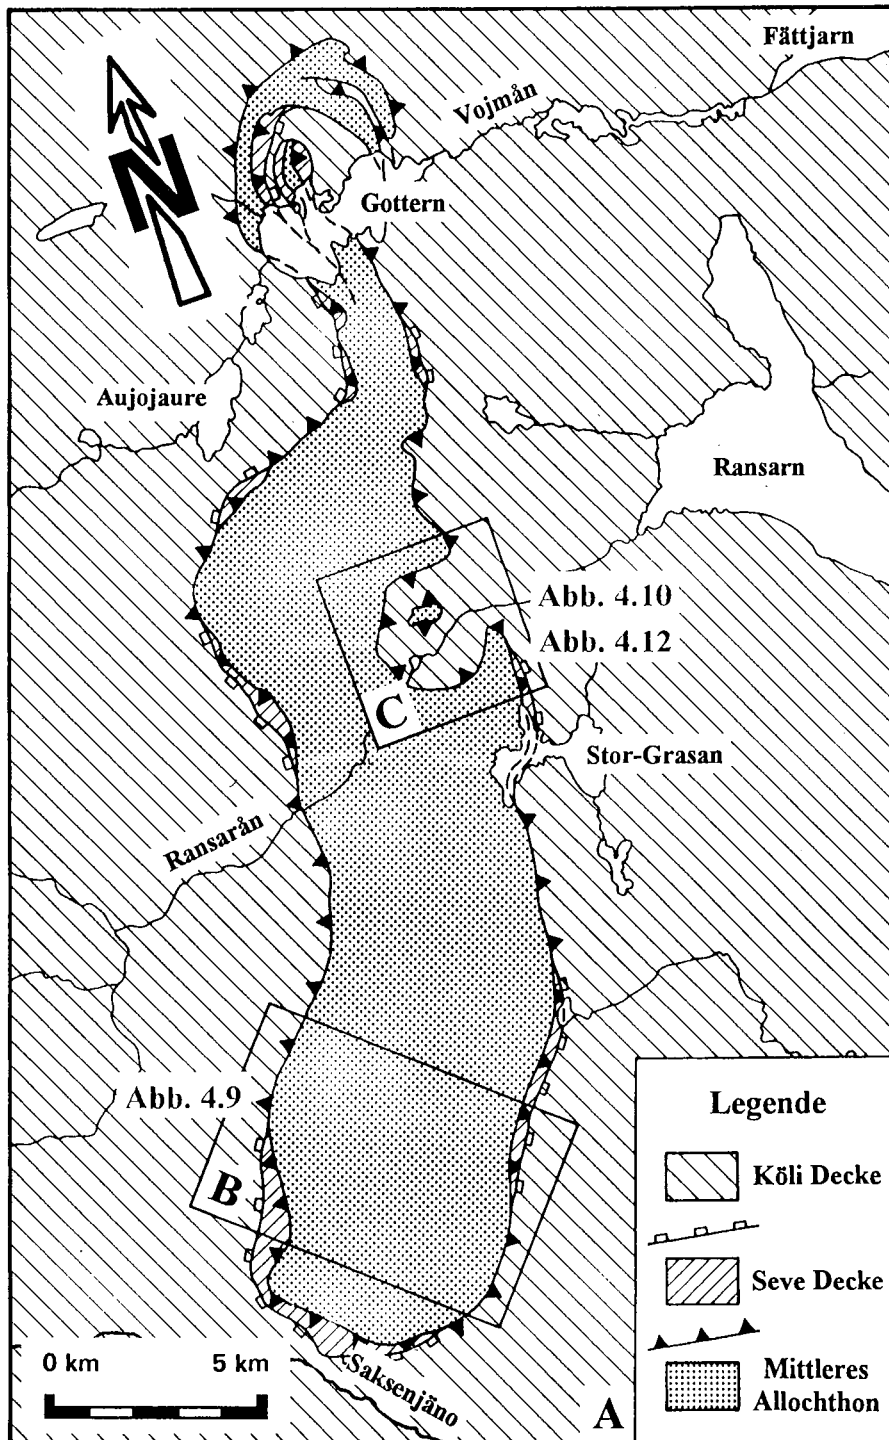 Fättjarn
Vojmån
N
Gottern
Aujojaure
Ransarn
Abb. 4.10
Abb. 4.12
C
Stor-Grasan
Ransarån
Abb. 4.9
B
Legende
Köli Decke
Seve Decke
Mittleres
Allochthon
0 km 5 km
Saksenjäno
A